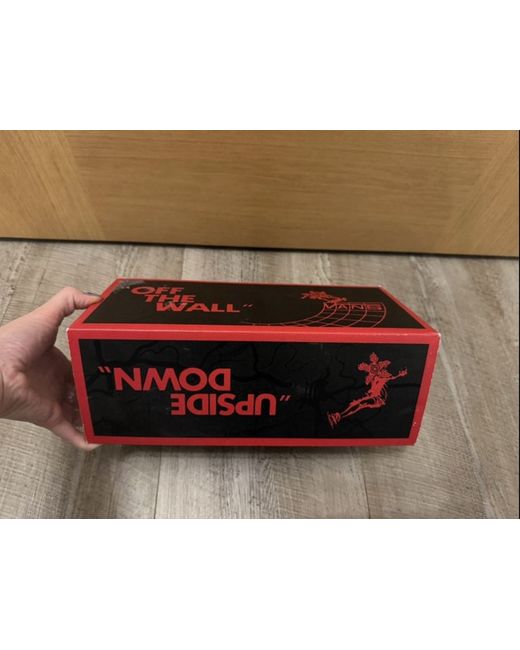 "OFF
THE
WALL"
VANS
"UPSIDE
DOWN"